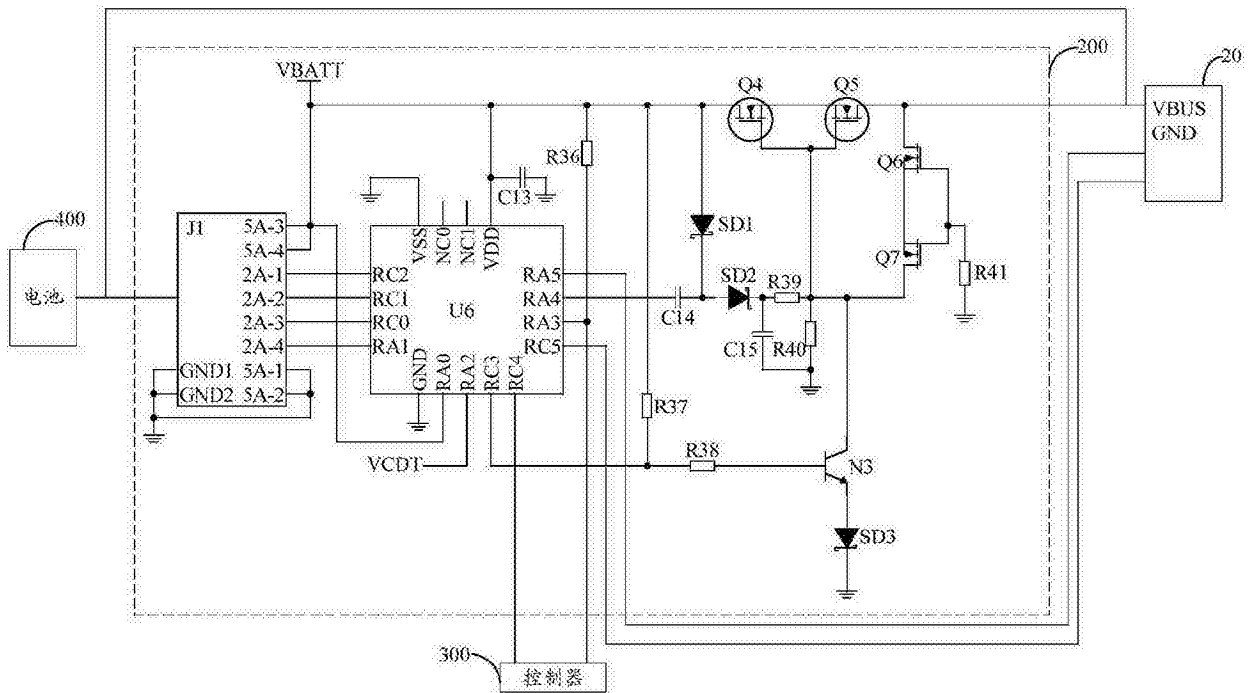 200
20
VBATT
Q4
Q5
VBUS
GND
R36
C13
Q6
400
J1
5A-3
5A-4
2A-1
2A-2
2A-3
2A-4
5A-1
5A-2
GND1
GND2
电池
VSS
NC0
NC1
VDD
RC2
RC1
RC0
RA1
U6
RA5
RA4
RA3
RC5
GND
RA0
RA2
RC3
RC4
SD1
SD2
R39
C14
C15
R40
Q7
R41
R37
VCDT
R38
N3
SD3
300
控制器